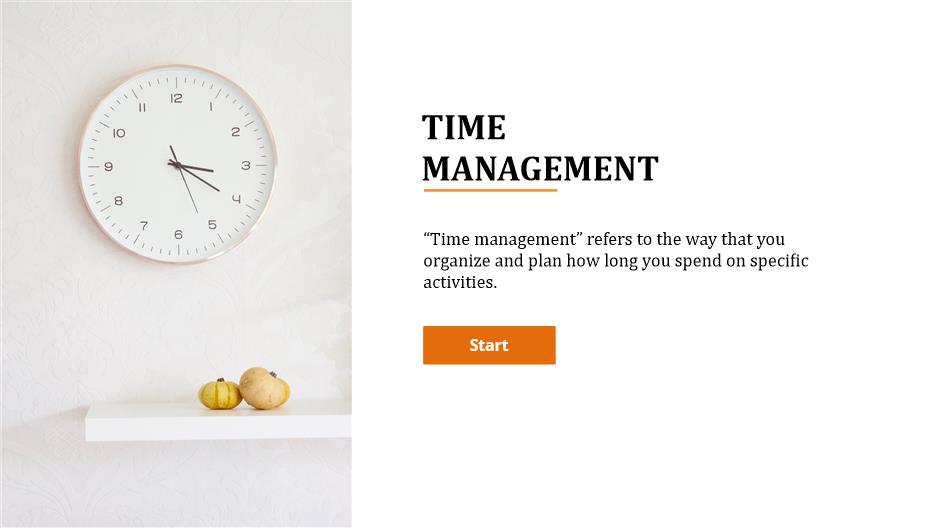 12
11 1
10 2
9 3
8 4
7 5
6
TIME
MANAGEMENT
“Time management” refers to the way that you
organize and plan how long you spend on specific
activities.
Start